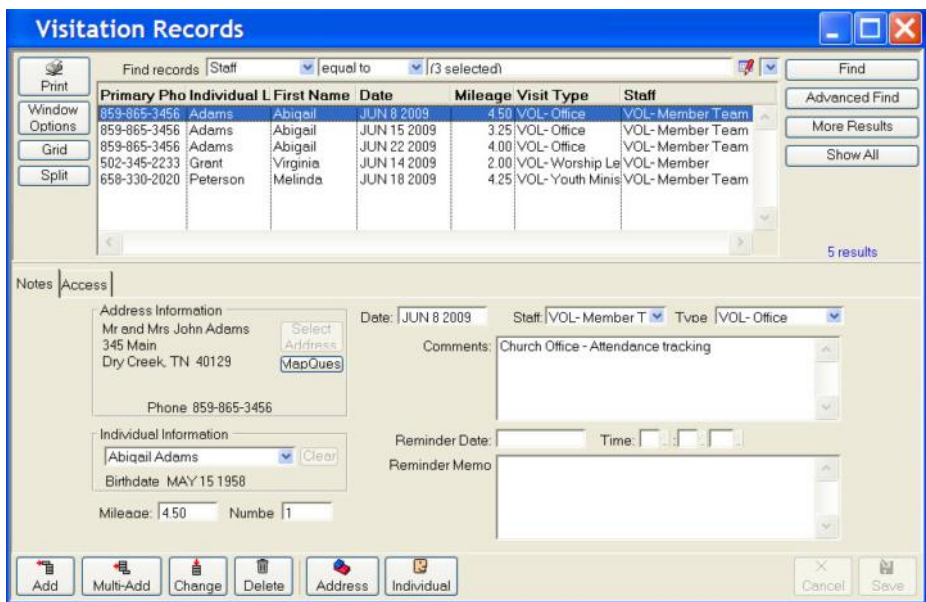 Visitation Records
Print
Find records Staff equal to (3 selected)
Find
Window Options
Grid
Split
Advanced Find
More Results
Show All
Primary Pho Individual L First Name Date Mileage Visit Type Staff
859-865-3456 Adams Abigail JUN 8 2009 4.50 VOL- Office VOL- Member Team
859-865-3456 Adams Abigail JUN 15 2009 3.25 VOL- Office VOL- Member Team
859-865-3456 Adams Abigail JUN 22 2009 4.00 VOL- Office VOL- Member Team
502-345-2233 Grant Virginia JUN 14 2009 2.00 VOL- Worship Le VOL- Member
658-330-2020 Peterson Melinda JUN 18 2009 4.25 VOL- Youth Minis VOL- Member Team
5 results
Notes Access
Address Information
Mr and Mrs John Adams
345 Main
Dry Creek, TN 40129
Select Address
MapQues
Phone 859-865-3456
Date: JUN 8 2009 Staff: VOL- Member T Type VOL- Office
Comments: Church Office - Attendance tracking
Individual Information
Abigail Adams Clear
Birthdate MAY 15 1958
Mileage: 4.50 Numbe 1
Reminder Date: Time: : :
Reminder Memo
Add Multi-Add Change Delete Address Individual Cancel Save